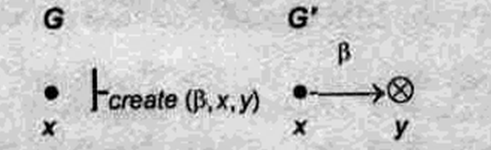 G G'
β
⊢create (β, x, y)
x x y